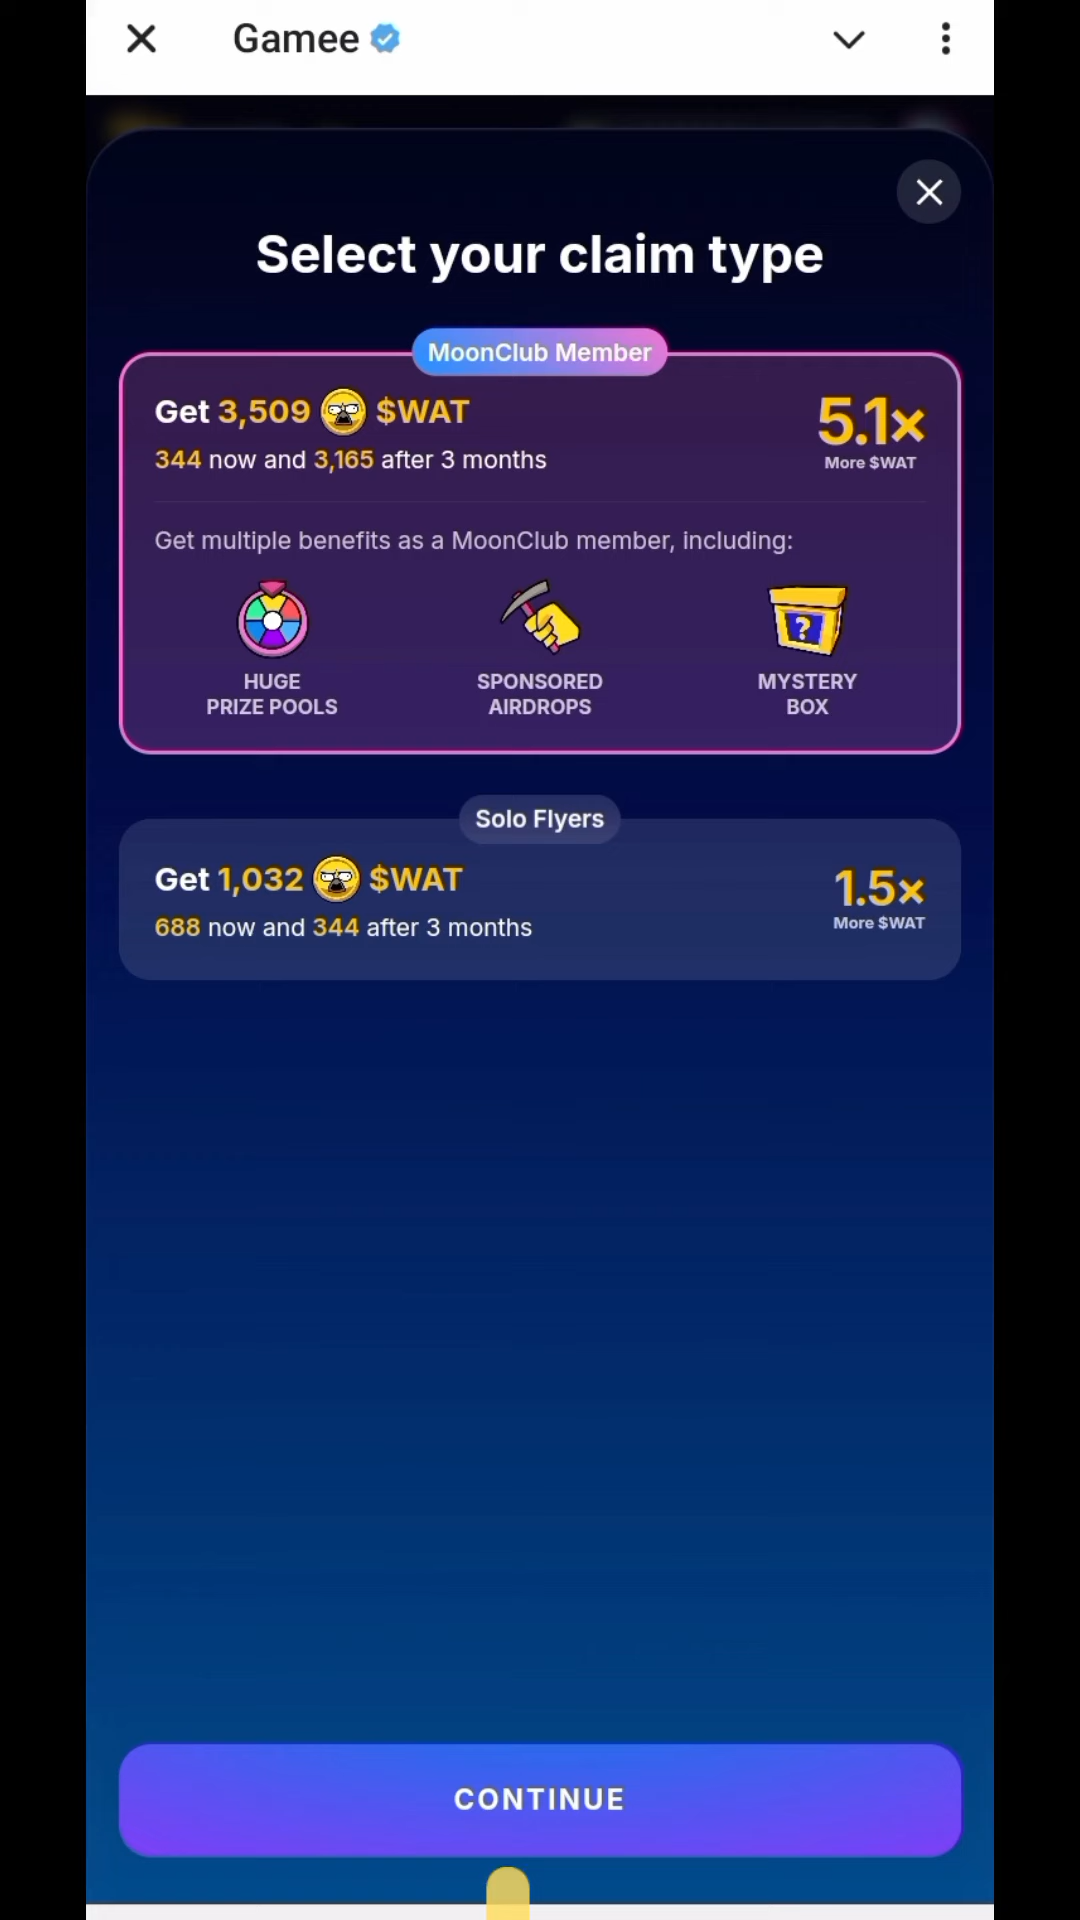 Gamee
Select your claim type
MoonClub Member
Get 3,509 $WAT
344 now and 3,165 after 3 months
5.1×
More $WAT
Get multiple benefits as a MoonClub member, including:
HUGE
PRIZE POOLS
SPONSORED
AIRDROPS
?
MYSTERY
BOX
Solo Flyers
Get 1,032 $WAT
688 now and 344 after 3 months
1.5×
More $WAT
CONTINUE